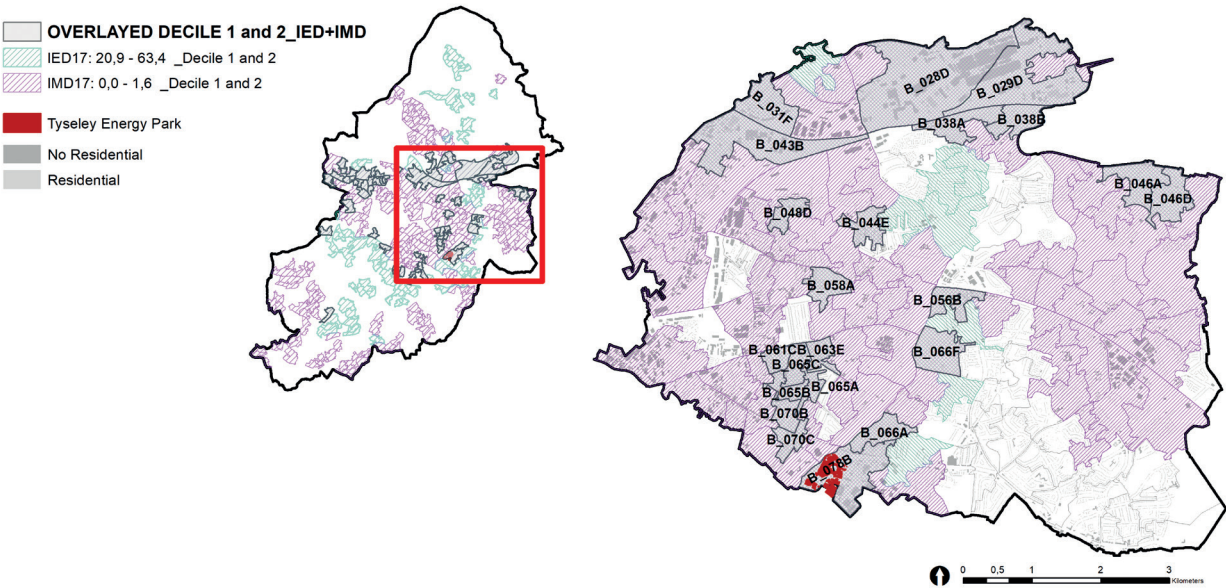 OVERLAYED DECILE 1 and 2_IED+IMD
IED17: 20,9 - 63,4 _Decile 1 and 2
IMD17: 0,0 - 1,6 _Decile 1 and 2
Tyseley Energy Park
No Residential
Residential
B_028D
B_029D
B_031F
B_038A
B_038B
B_043B
B_046A
B_046D
B_048D
B_044E
B_058A
B_056B
B_061C
B_063E
B_065C
B_066F
B_065B
B_065A
B_070B
B_070C
B_066A
B_078B
0 0,5 1 2 3
Kilometers